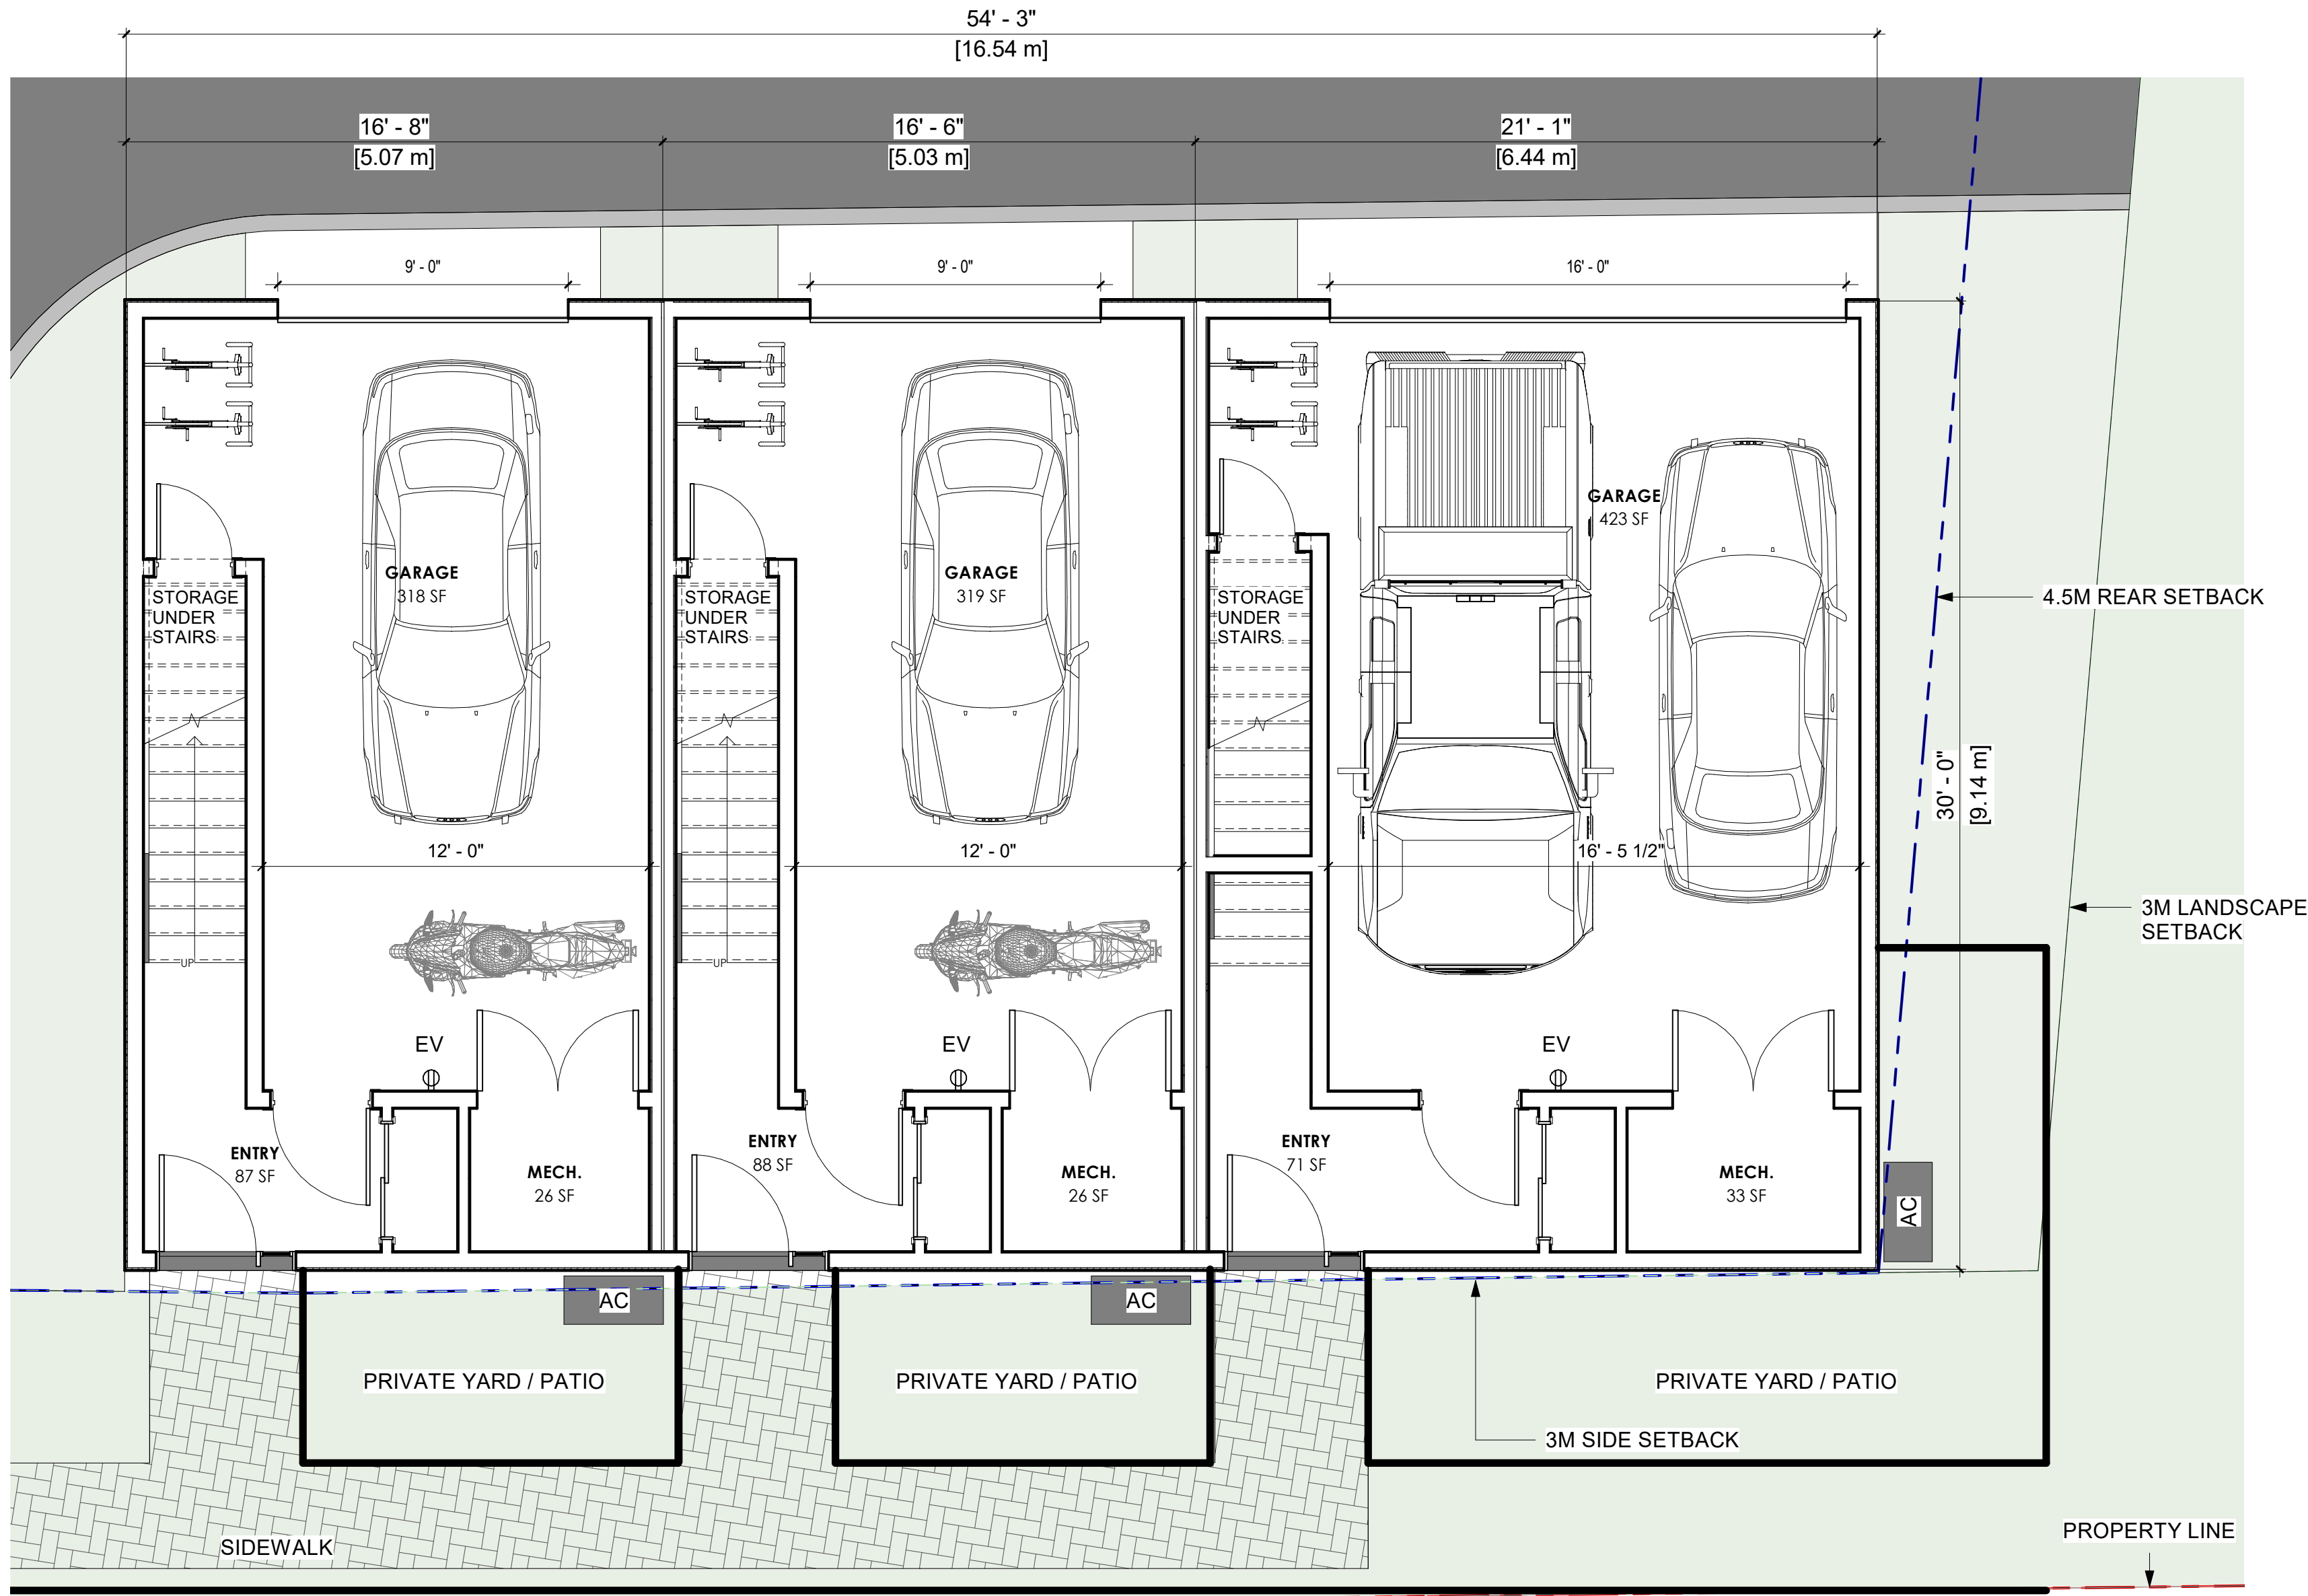 54' - 3"
[16.54 m]
16' - 8"
[5.07 m]
16' - 6"
[5.03 m]
21' - 1"
[6.44 m]
9' - 0"
9' - 0"
16' - 0"
GARAGE
423 SF
GARAGE
318 SF
GARAGE
319 SF
STORAGE
UNDER
STAIRS
STORAGE
UNDER
STAIRS
STORAGE
UNDER
STAIRS
4.5M REAR SETBACK
30' - 0"
[9.14 m]
12' - 0"
12' - 0"
16' - 5 1/2"
3M LANDSCAPE
SETBACK
UP
UP
EV
EV
EV
ENTRY
87 SF
MECH.
26 SF
ENTRY
88 SF
MECH.
26 SF
ENTRY
71 SF
MECH.
33 SF
AC
AC
AC
PRIVATE YARD / PATIO
PRIVATE YARD / PATIO
PRIVATE YARD / PATIO
3M SIDE SETBACK
SIDEWALK
PROPERTY LINE